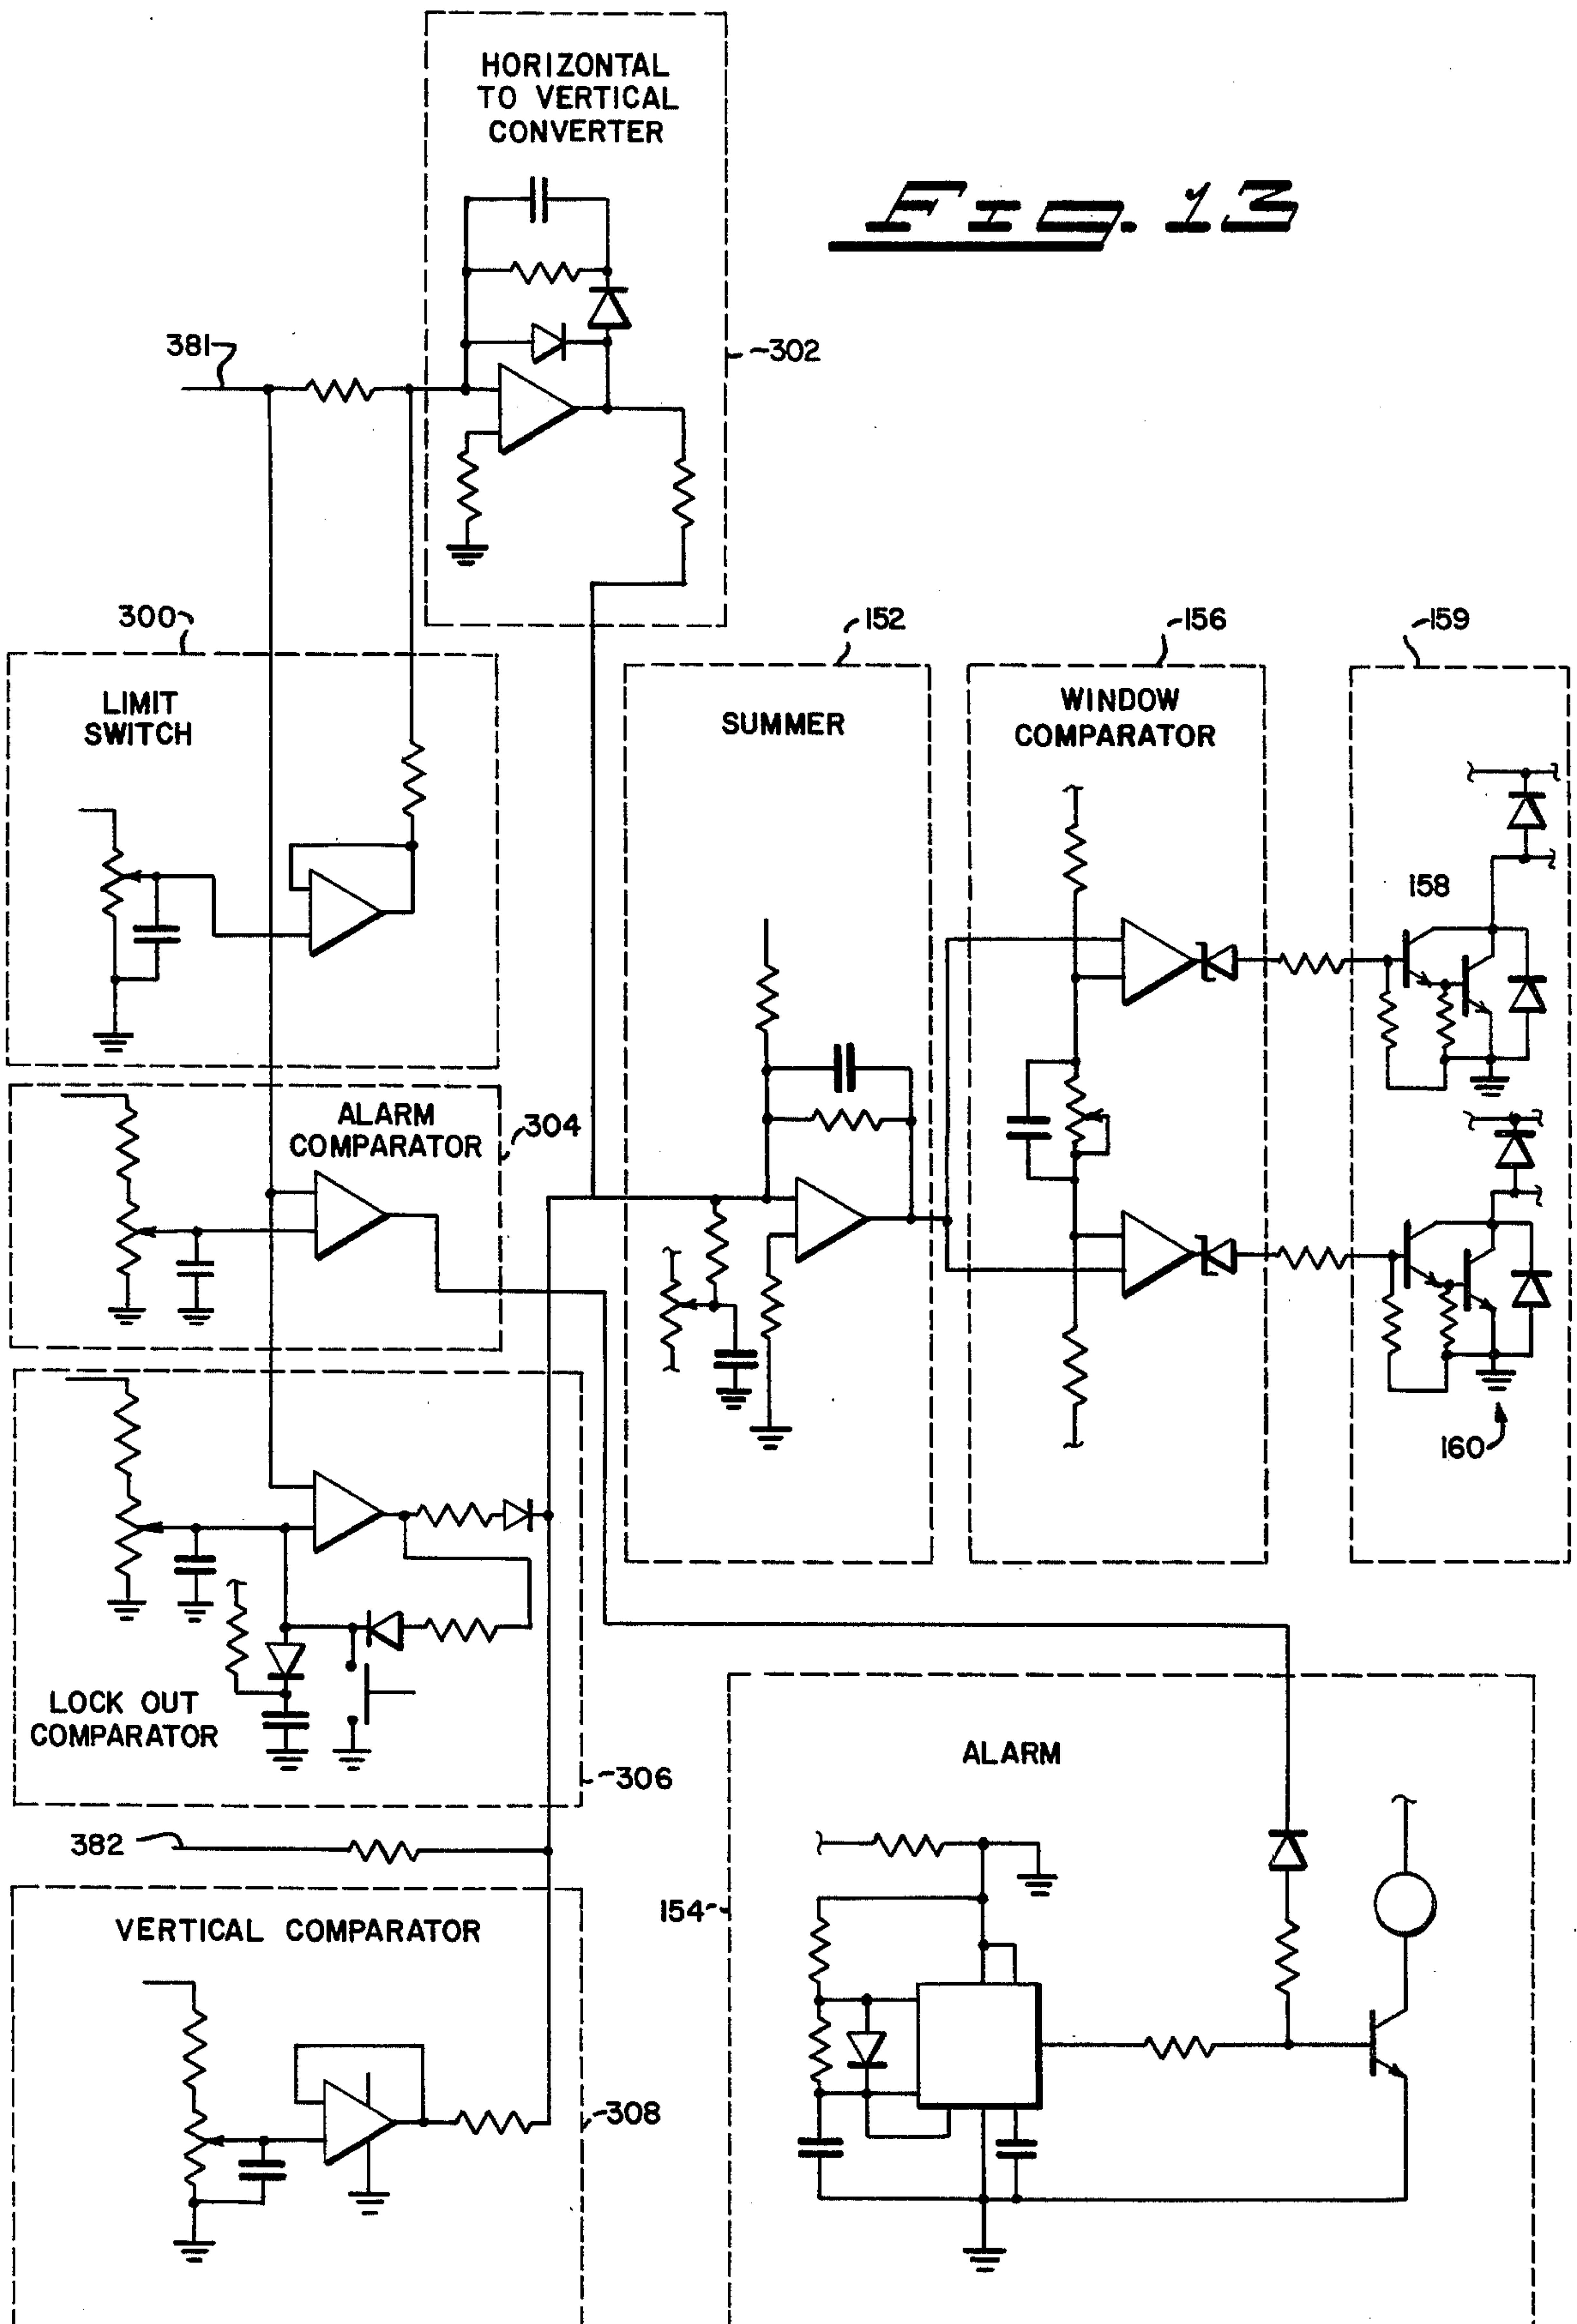 HORIZONTAL
TO VERTICAL
CONVERTER
Fig. 13
381
302
300
LIMIT
SWITCH
152
SUMMER
156
WINDOW
COMPARATOR
159
158
ALARM
COMPARATOR
304
160
LOCK OUT
COMPARATOR
306
382
ALARM
154
VERTICAL COMPARATOR
308